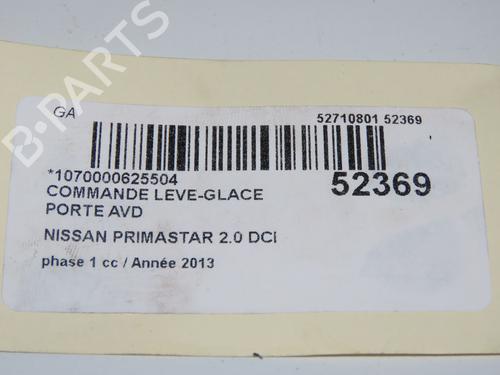 B-PARTS
GA
52710801 52369
*1070000625504
52369
COMMANDE LEVE-GLACE
PORTE AVD
NISSAN PRIMASTAR 2.0 DCI
phase 1 cc / Année 2013